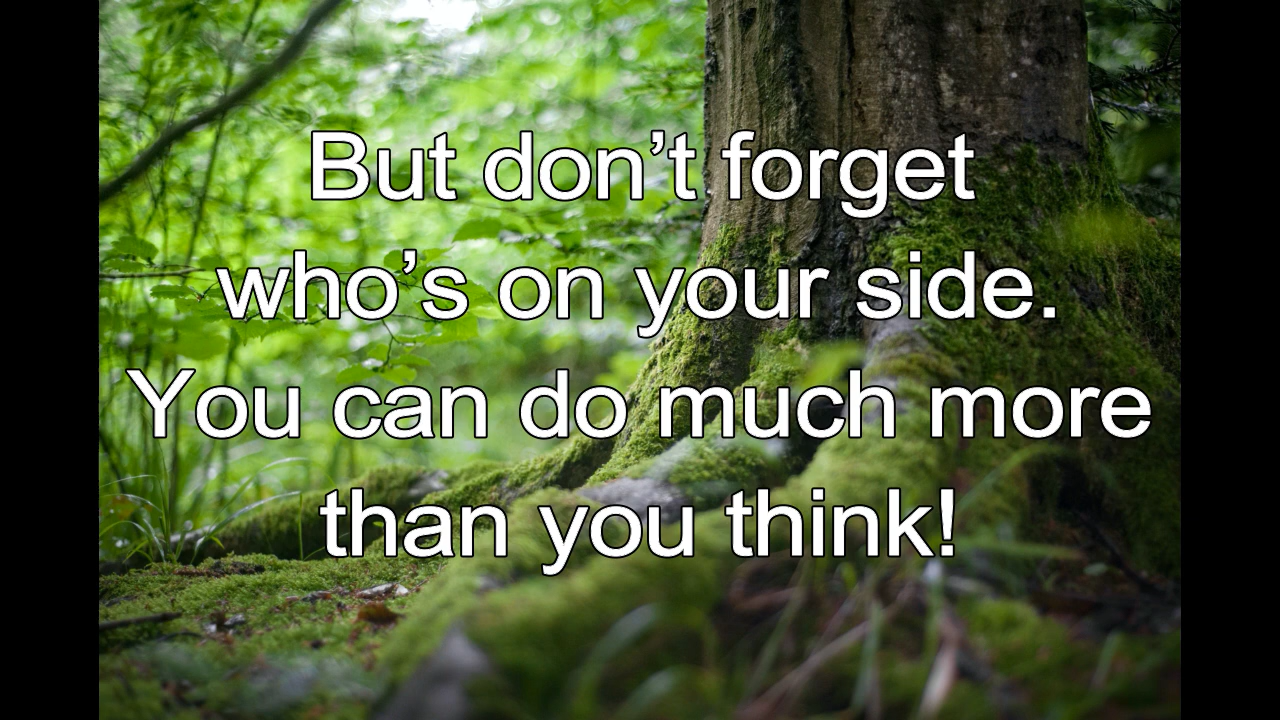 But don’t forget
who’s on your side.
You can do much more
than you think!